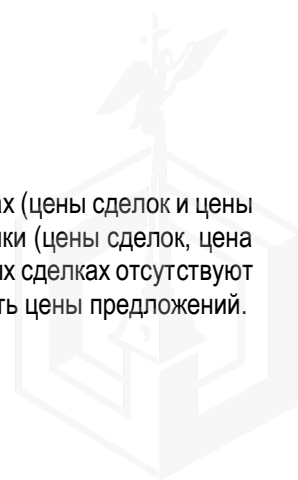 ах (цены сделок и цены
ки (цены сделок, цена
их сделках отсутствуют
ть цены предложений.